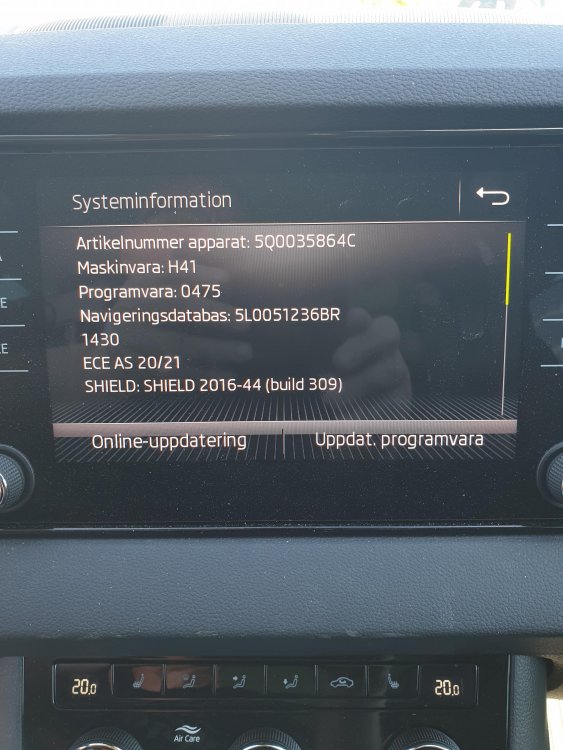 Systeminformation
Artikelnummer apparat: 5Q0035864C
Maskinvara: H41
Programvara: 0475
Navigeringsdatabas: 5L0051236BR
1430
ECE AS 20/21
SHIELD: SHIELD 2016-44 (build 309)
Online-uppdatering
Uppdat. programvara
20.0
20.0
Air Care